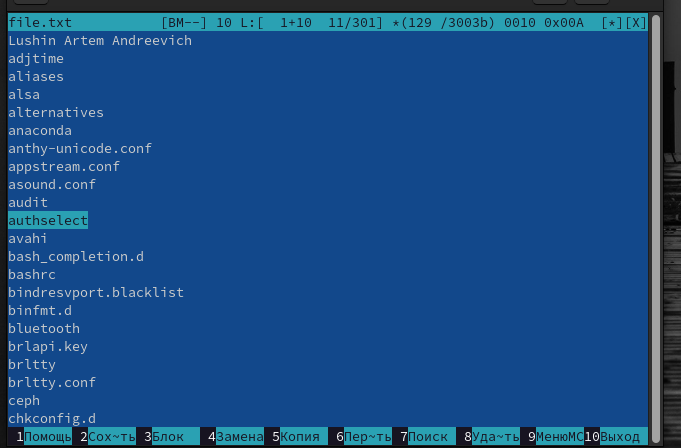 file.txt [BM--] 10 L:[  1+10  11/301] *(129 /3003b) 0010 0x00A  [*][X]
Lushin Artem Andreevich
adjtime
aliases
alsa
alternatives
anaconda
anthy-unicode.conf
appstream.conf
asound.conf
audit
authselect
avahi
bash_completion.d
bashrc
bindresvport.blacklist
binfmt.d
bluetooth
brlapi.key
brltty
brltty.conf
ceph
chkconfig.d
1Помощь 2Сох~ть 3Блок 4Замена 5Копия 6Пер~ть 7Поиск 8Уда~ть 9МенюMC 10Выход